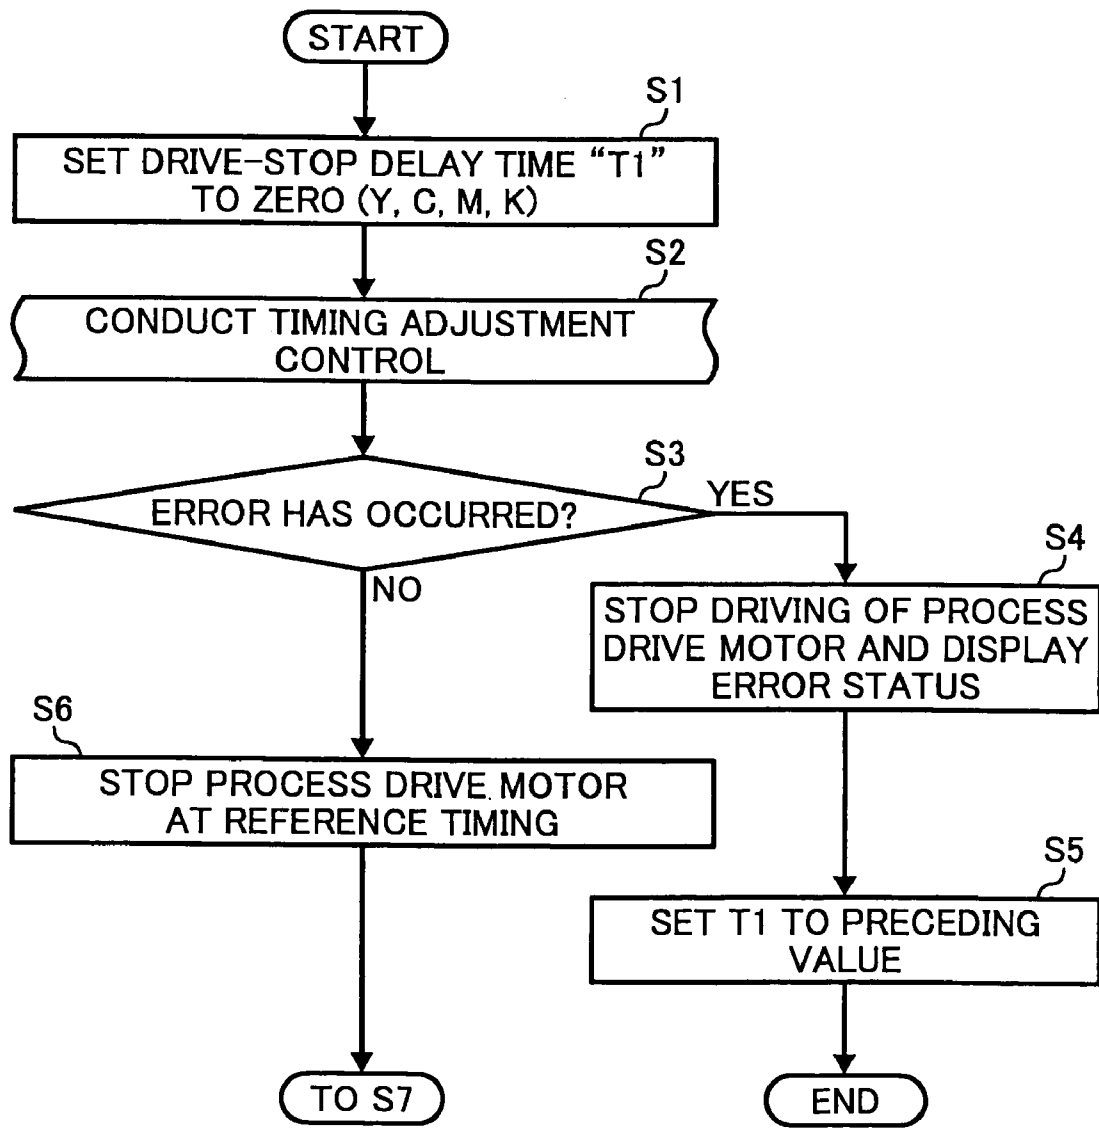 START
S1
SET DRIVE-STOP DELAY TIME “T1”
TO ZERO (Y, C, M, K)
S2
CONDUCT TIMING ADJUSTMENT
CONTROL
S3
ERROR HAS OCCURRED?
YES
NO
S4
STOP DRIVING OF PROCESS
DRIVE MOTOR AND DISPLAY
ERROR STATUS
S6
STOP PROCESS DRIVE MOTOR
AT REFERENCE TIMING
S5
SET T1 TO PRECEDING
VALUE
TO S7
END